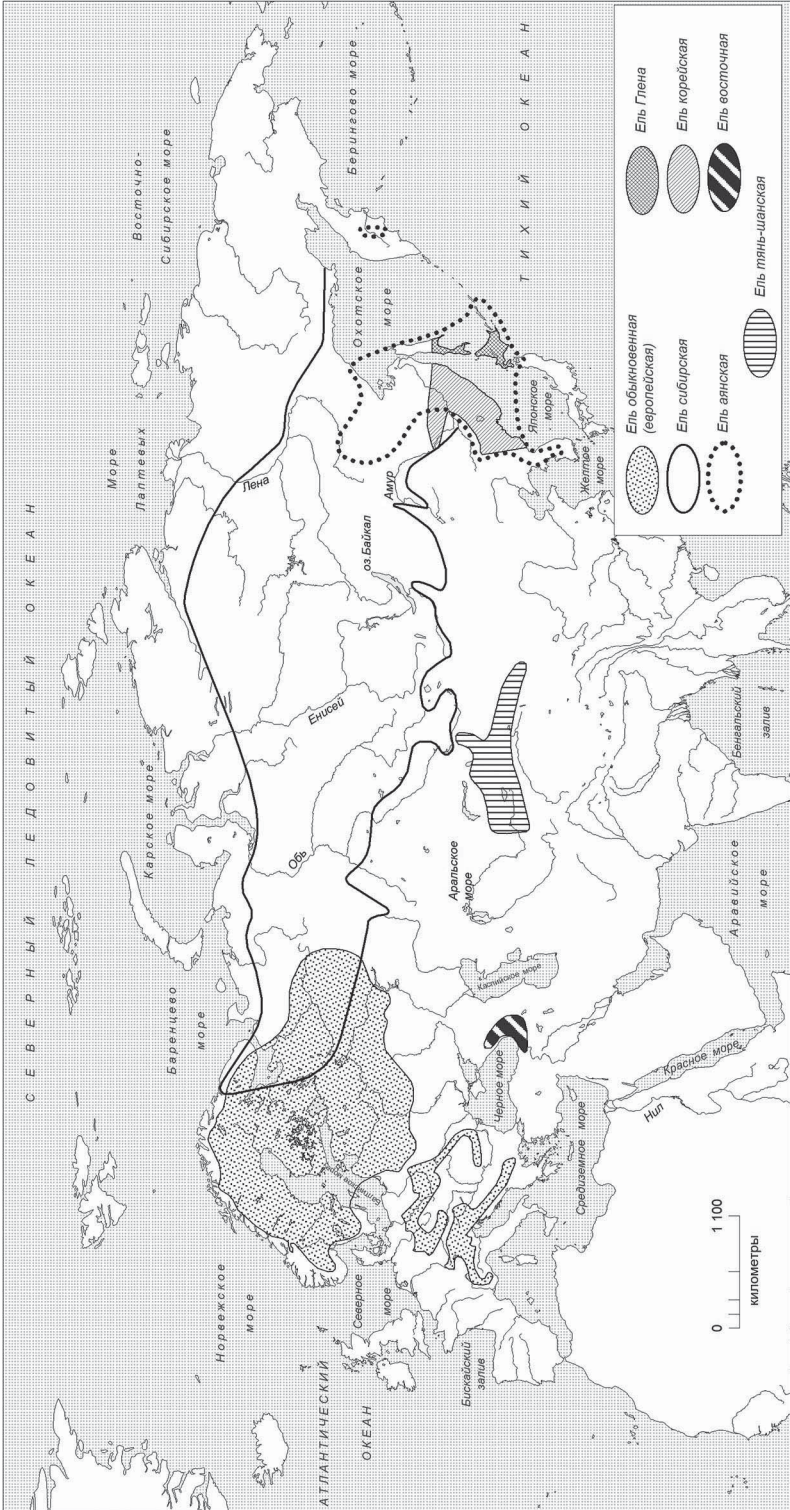 СЕВЕРНЫЙ ЛЕДОВИТЫЙ ОКЕАН
Норвежское
море
Баренцево
море
Карское море
Море
Лаптевых
Восточно-
Сибирское море
Берингово море
Охотское
море
ТИХИЙ ОКЕАН
АТЛАНТИЧЕСКИЙ
ОКЕАН
Северное
море
Балтийское море
Бискайский
залив
Обь
Енисей
Лена
оз.Байкал
Амур
Японское
море
Желтое
море
Аральское
море
Каспийское море
Черное море
Средиземное море
Красное море
Нил
Аравийское
море
Бенгальский
залив
0 1 100
километры
Ель обыкновенная
(европейская)
Ель сибирская
Ель аянская
Ель Глена
Ель корейская
Ель восточная
Ель тянь-шанская